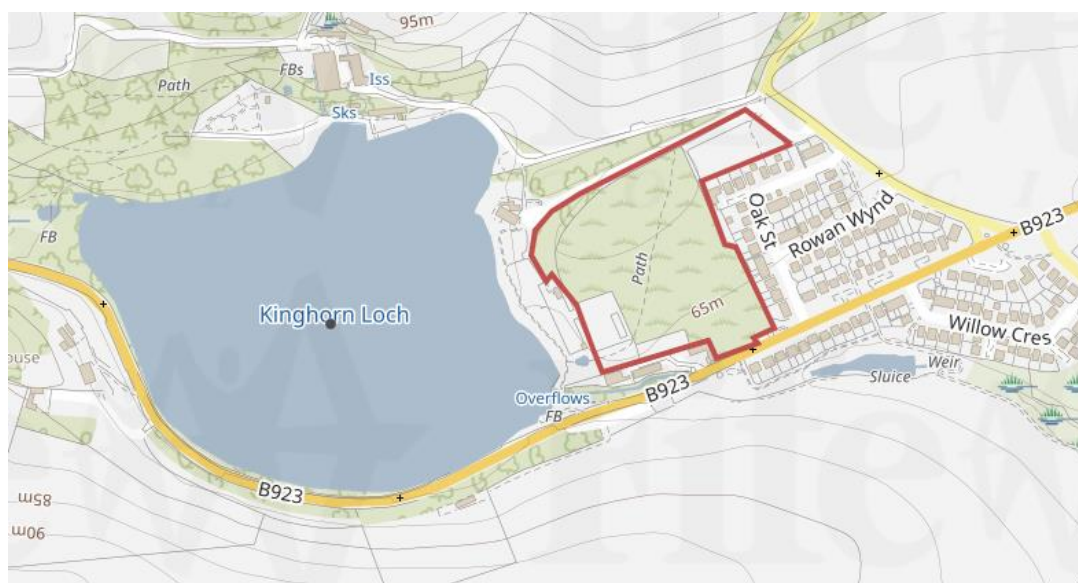 95m
FBs
Iss
Path
Sks
FB
Oak St
Rowan Wynd
B923
Path
Kinghorn Loch
65m
Willow Cres
ouse
Weir
Sluice
B923
Overflows
FB
B923
85m
90m